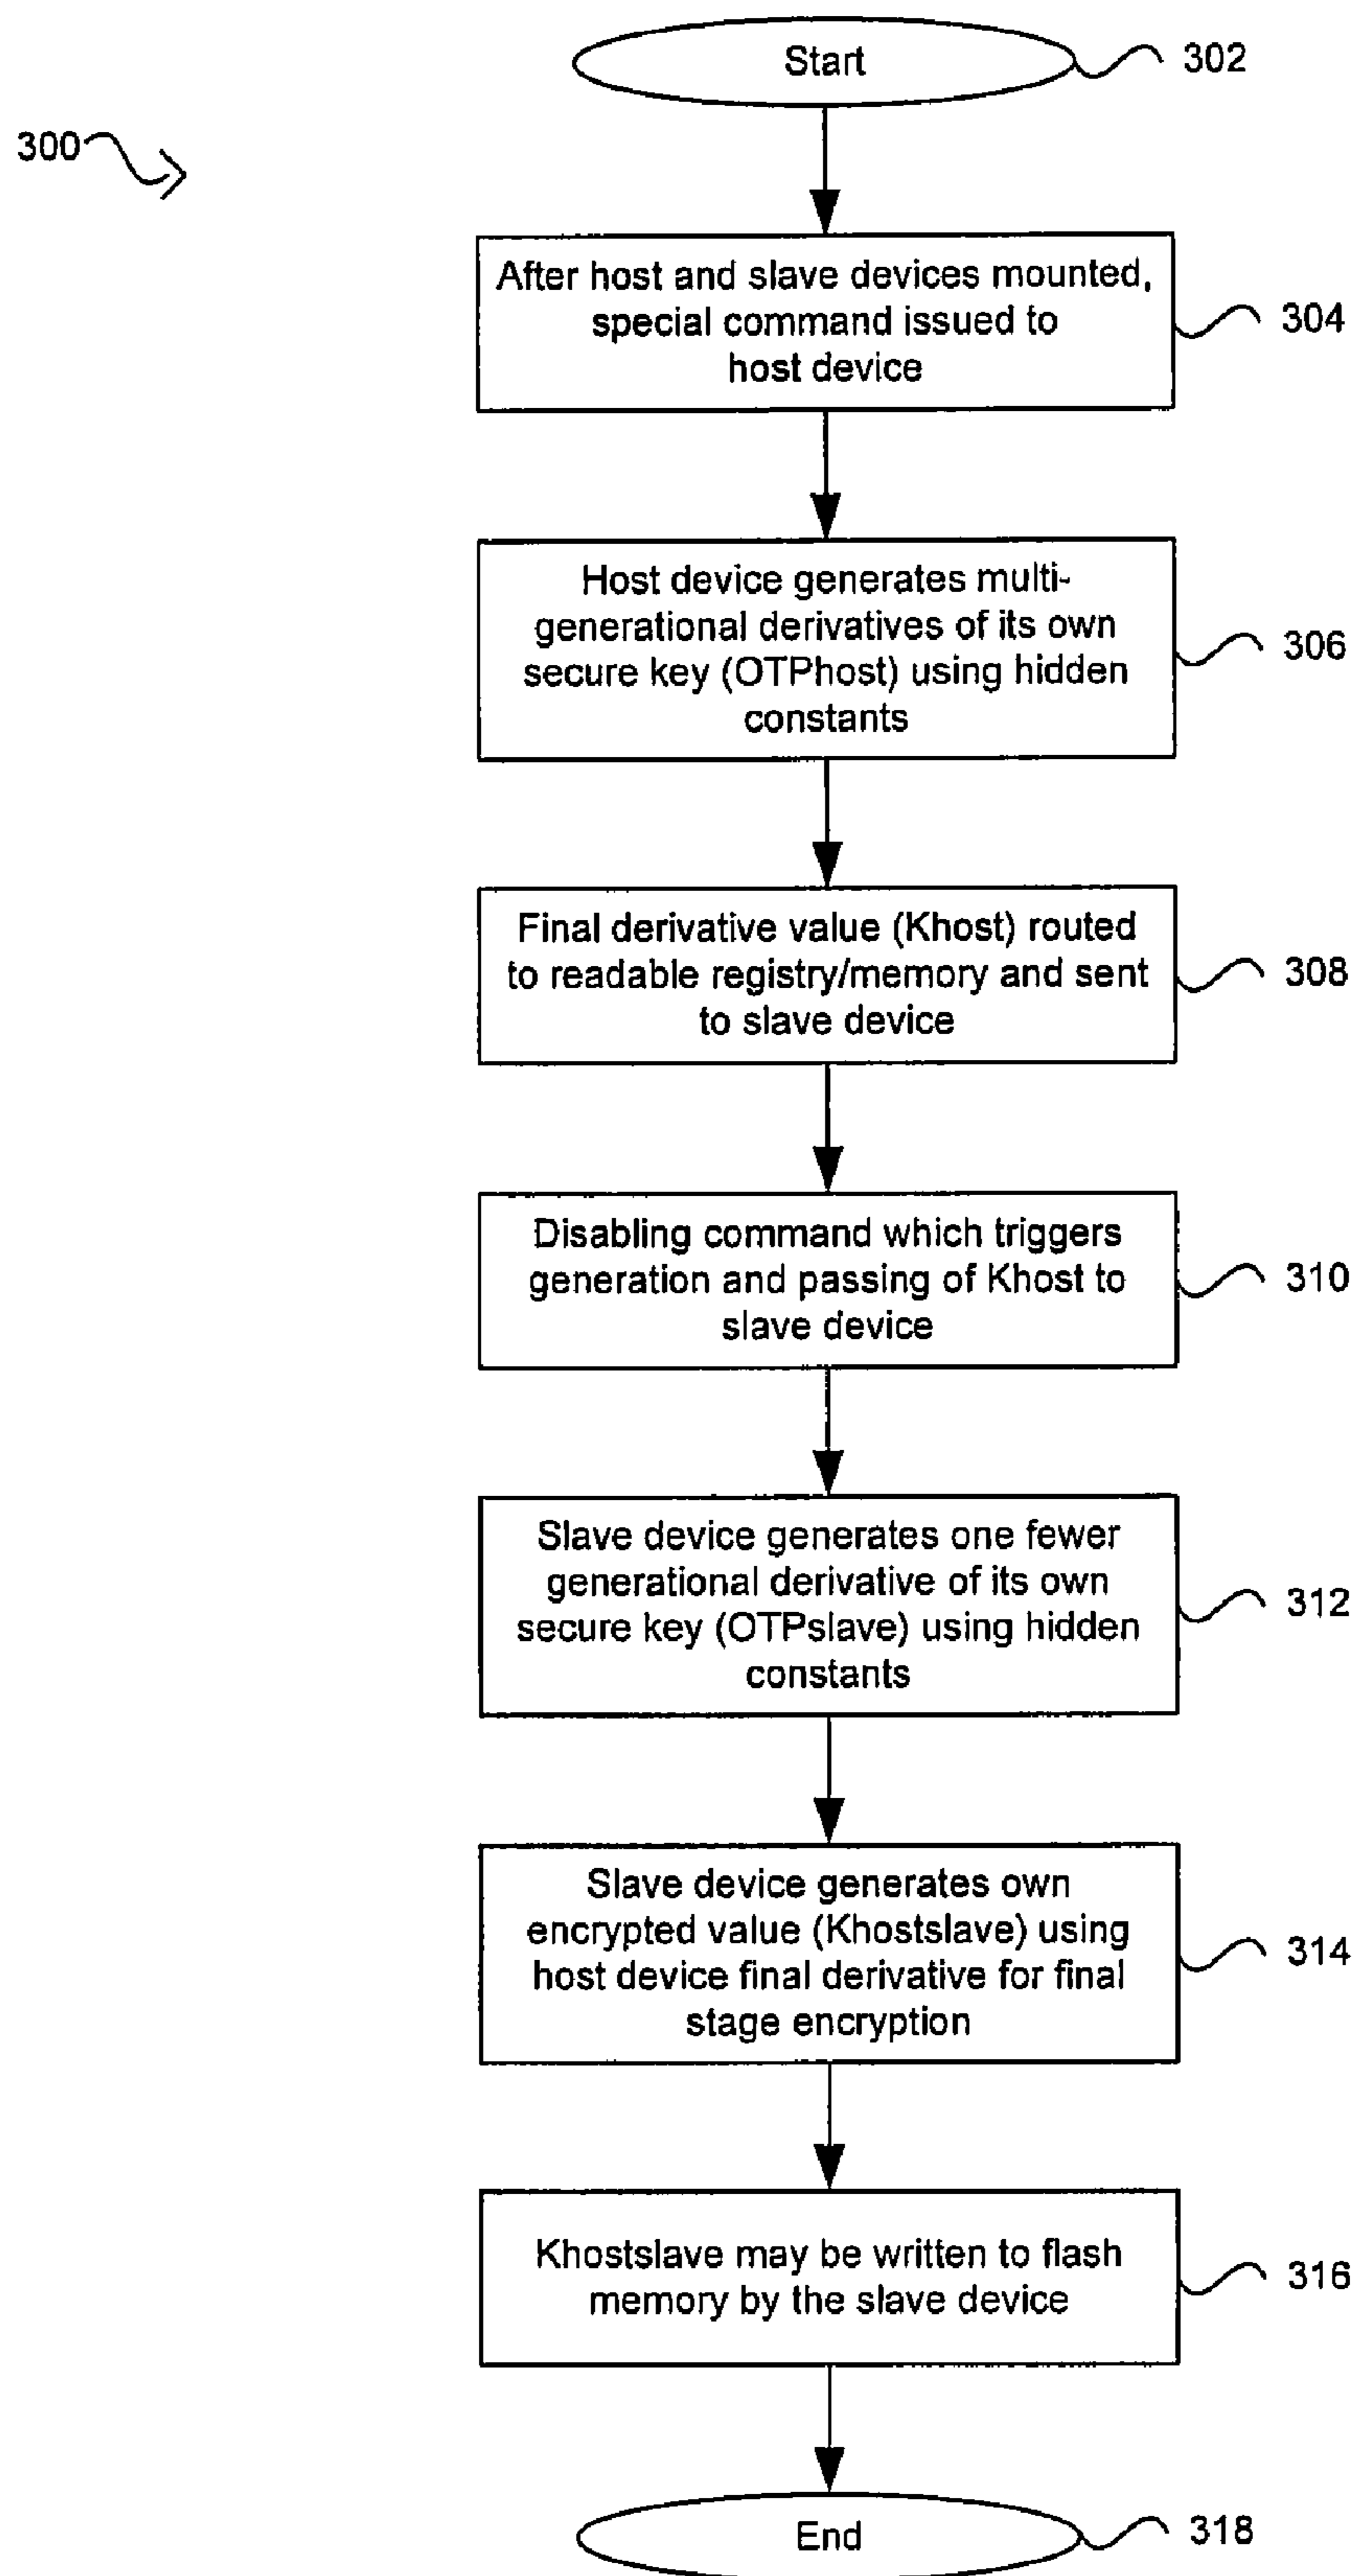 Start
302
300
After host and slave devices mounted,
special command issued to
host device
304
Host device generates multi-
generational derivatives of its own
secure key (OTPhost) using hidden
constants
306
Final derivative value (Khost) routed
to readable registry/memory and sent
to slave device
308
Disabling command which triggers
generation and passing of Khost to
slave device
310
Slave device generates one fewer
generational derivative of its own
secure key (OTPslave) using hidden
constants
312
Slave device generates own
encrypted value (Khostslave) using
host device final derivative for final
stage encryption
314
Khostslave may be written to flash
memory by the slave device
316
End
318